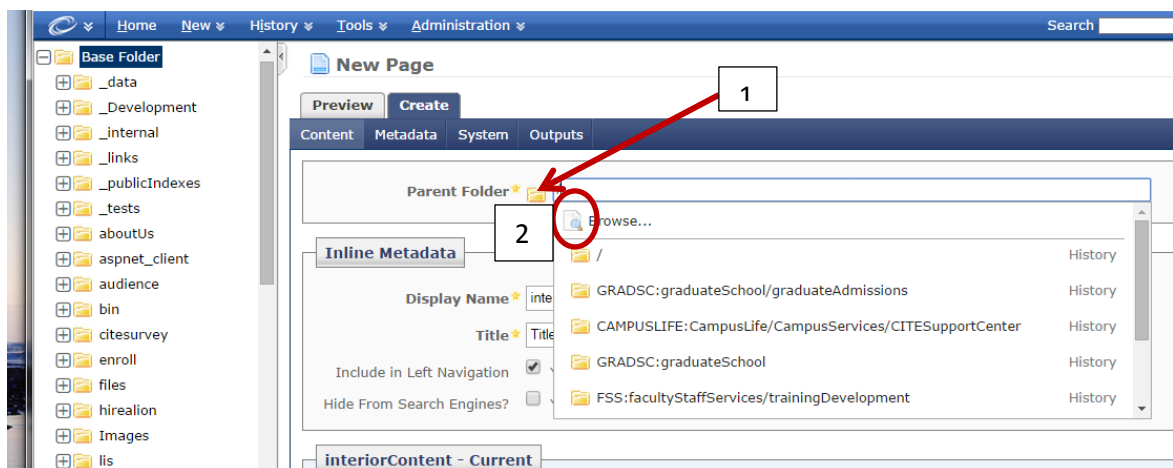 Home New History Tools Administration Search
Base Folder
_data
_Development
_internal
_links
_publicIndexes
_tests
aboutUs
aspnet_client
audience
bin
citesurvey
enroll
files
hirealion
Images
lis
New Page
1
Preview Create
Content Metadata System Outputs
Parent Folder*
2
Browse...
/ History
GRADSC:graduateSchool/graduateAdmissions History
CAMPUSLIFE:CampusLife/CampusServices/CITESupportCenter History
GRADSC:graduateSchool History
FSS:facultyStaffServices/trainingDevelopment History
Inline Metadata
Display Name* inte
Title* Title
Include in Left Navigation
Hide From Search Engines?
interiorContent - Current